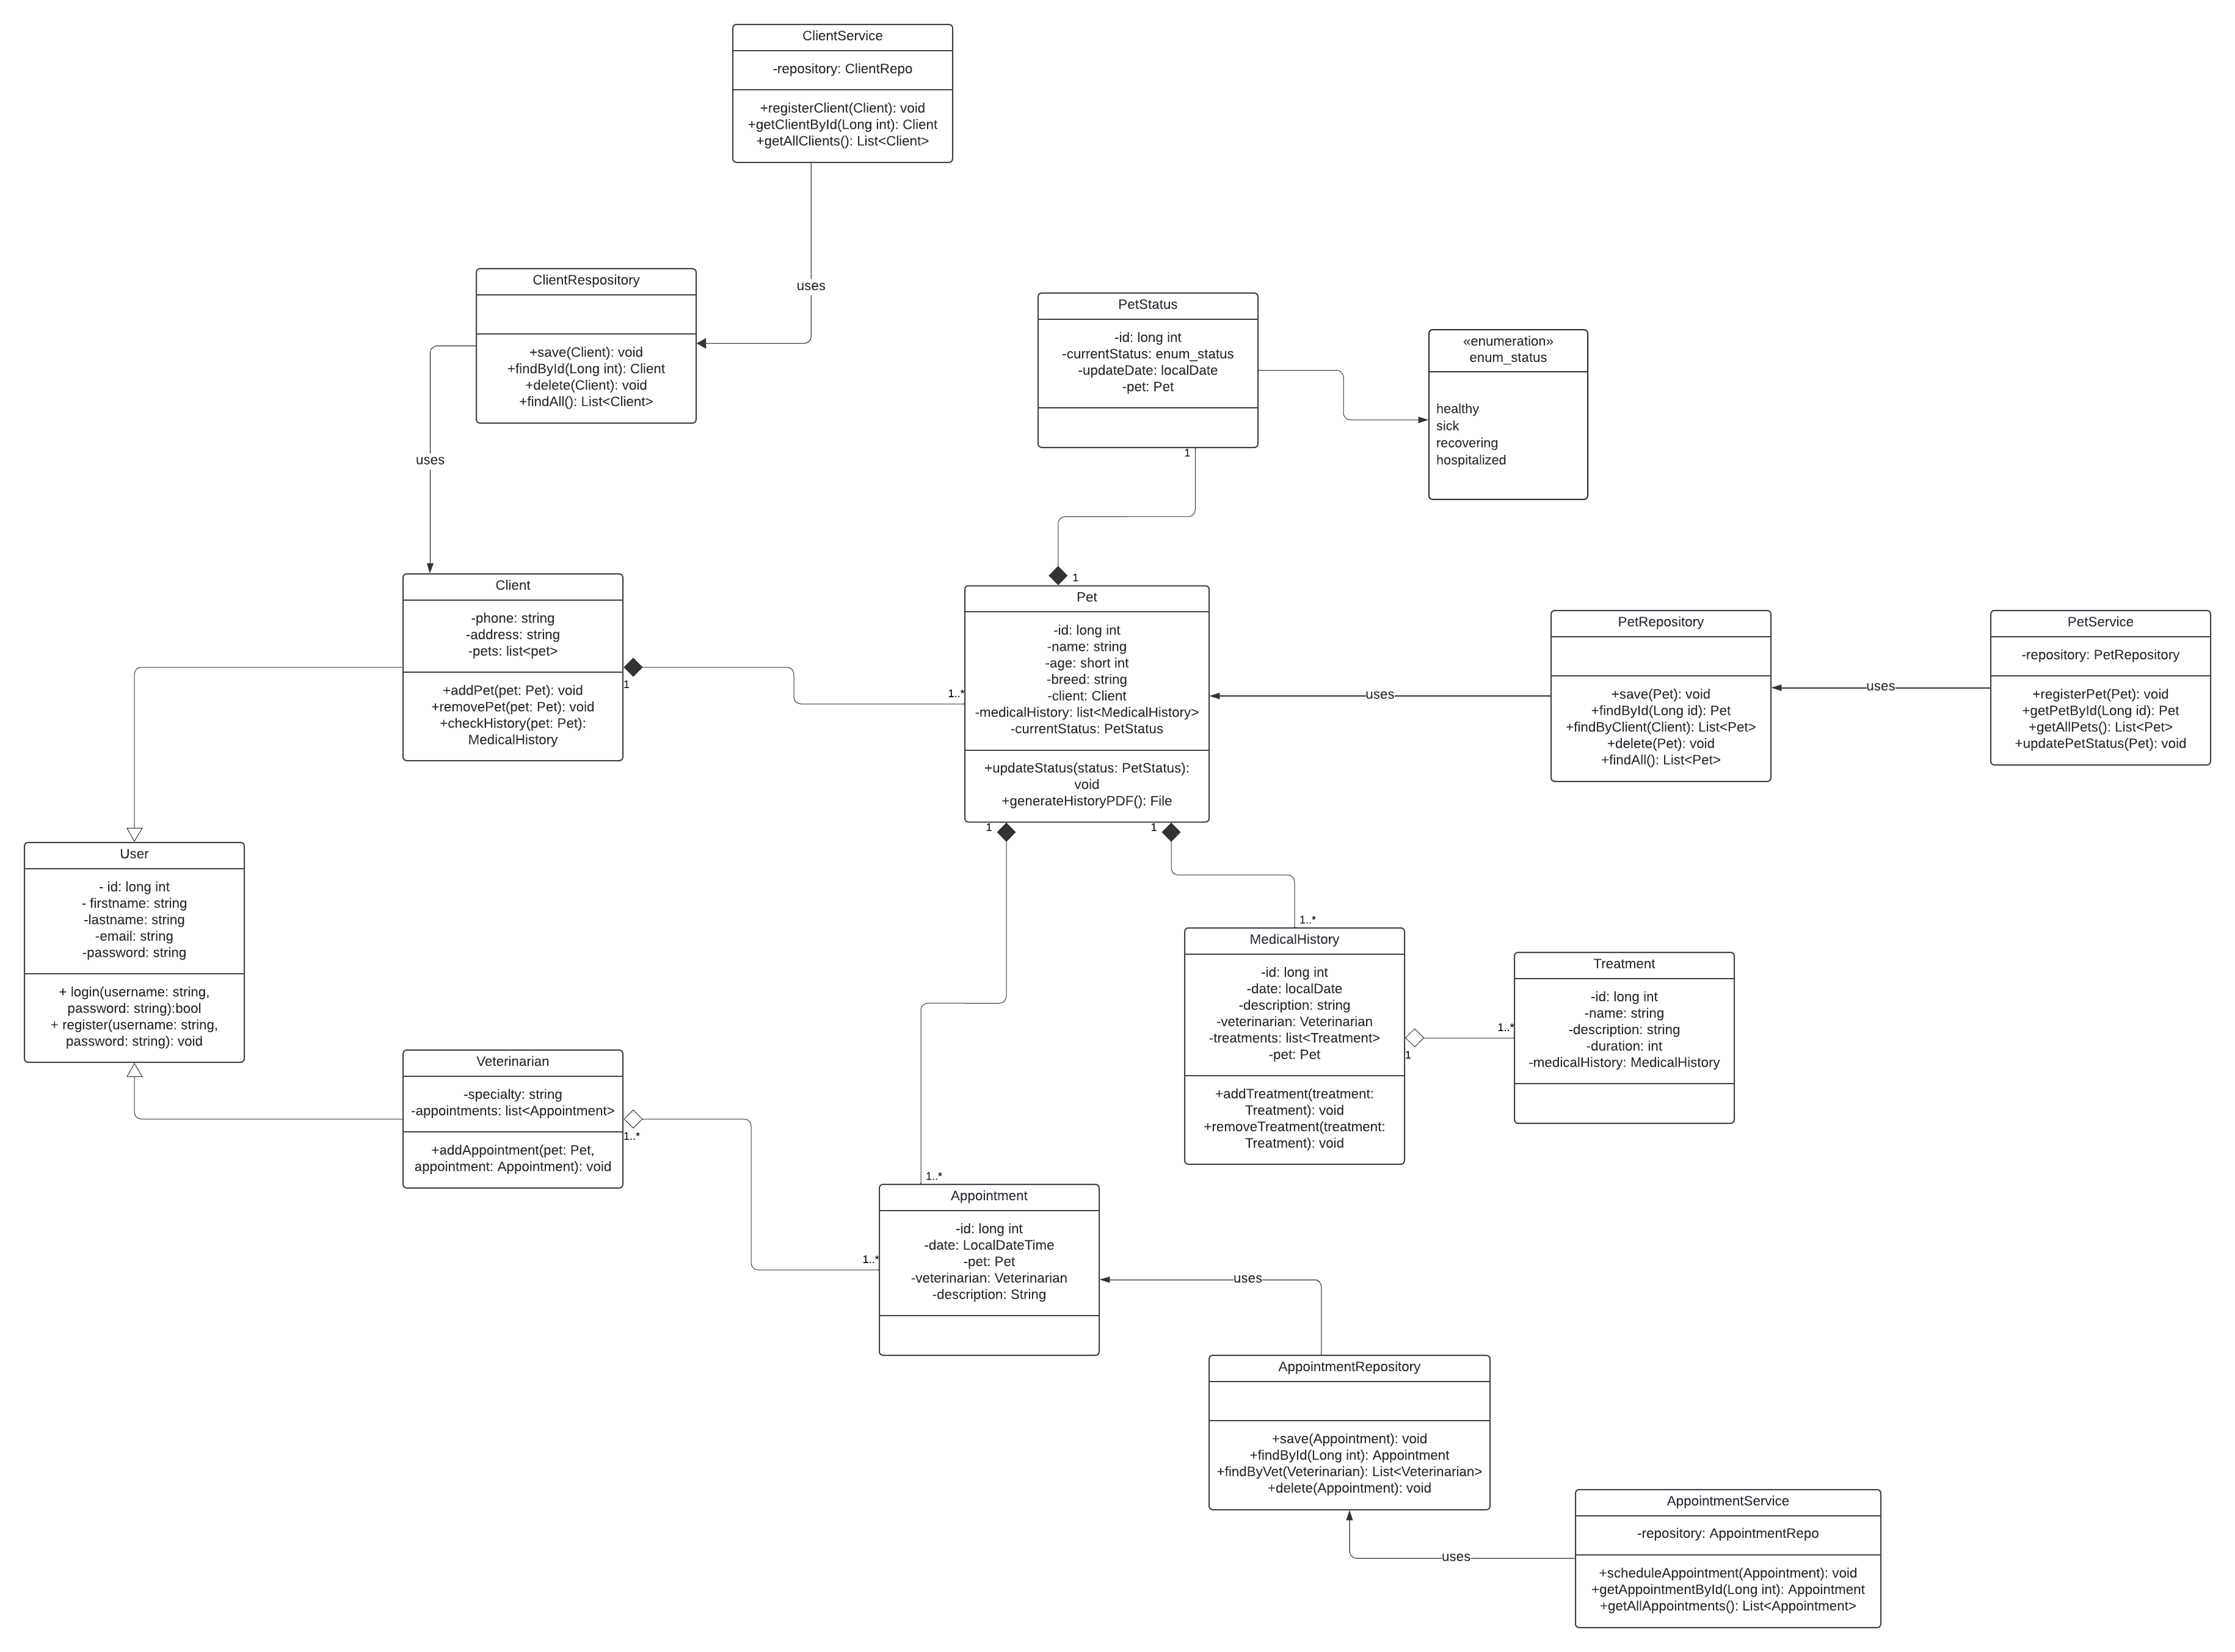 ClientService
-repository: ClientRepo
+registerClient(Client): void
+getClientById(Long int): Client
+getAllClients(): List<Client>
uses
ClientRespository
+save(Client): void
+findById(Long int): Client
+delete(Client): void
+findAll(): List<Client>
uses
PetStatus
-id: long int
-currentStatus: enum_status
-updateDate: localDate
-pet: Pet
1
«enumeration»
enum_status
healthy
sick
recovering
hospitalized
1
Client
-phone: string
-address: string
-pets: list<pet>
+addPet(pet: Pet): void
+removePet(pet: Pet): void
+checkHistory(pet: Pet):
MedicalHistory
1
1..*
Pet
-id: long int
-name: string
-age: short int
-breed: string
-client: Client
-medicalHistory: list<MedicalHistory>
-currentStatus: PetStatus
+updateStatus(status: PetStatus):
void
+generateHistoryPDF(): File
1
1
uses
PetRepository
+save(Pet): void
+findById(Long id): Pet
+findByClient(Client): List<Pet>
+delete(Pet): void
+findAll(): List<Pet>
uses
PetService
-repository: PetRepository
+registerPet(Pet): void
+getPetById(Long id): Pet
+getAllPets(): List<Pet>
+updatePetStatus(Pet): void
User
- id: long int
- firstname: string
-lastname: string
-email: string
-password: string
+ login(username: string,
password: string):bool
+ register(username: string,
password: string): void
1..*
MedicalHistory
-id: long int
-date: localDate
-description: string
-veterinarian: Veterinarian
-treatments: list<Treatment>
-pet: Pet
+addTreatment(treatment:
Treatment): void
+removeTreatment(treatment:
Treatment): void
1
1..*
Treatment
-id: long int
-name: string
-description: string
-duration: int
-medicalHistory: MedicalHistory
Veterinarian
-specialty: string
-appointments: list<Appointment>
+addAppointment(pet: Pet,
appointment: Appointment): void
1..*
1..*
1..*
Appointment
-id: long int
-date: LocalDateTime
-pet: Pet
-veterinarian: Veterinarian
-description: String
uses
AppointmentRepository
+save(Appointment): void
+findById(Long int): Appointment
+findByVet(Veterinarian): List<Veterinarian>
+delete(Appointment): void
uses
AppointmentService
-repository: AppointmentRepo
+scheduleAppointment(Appointment): void
+getAppointmentById(Long int): Appointment
+getAllAppointments(): List<Appointment>